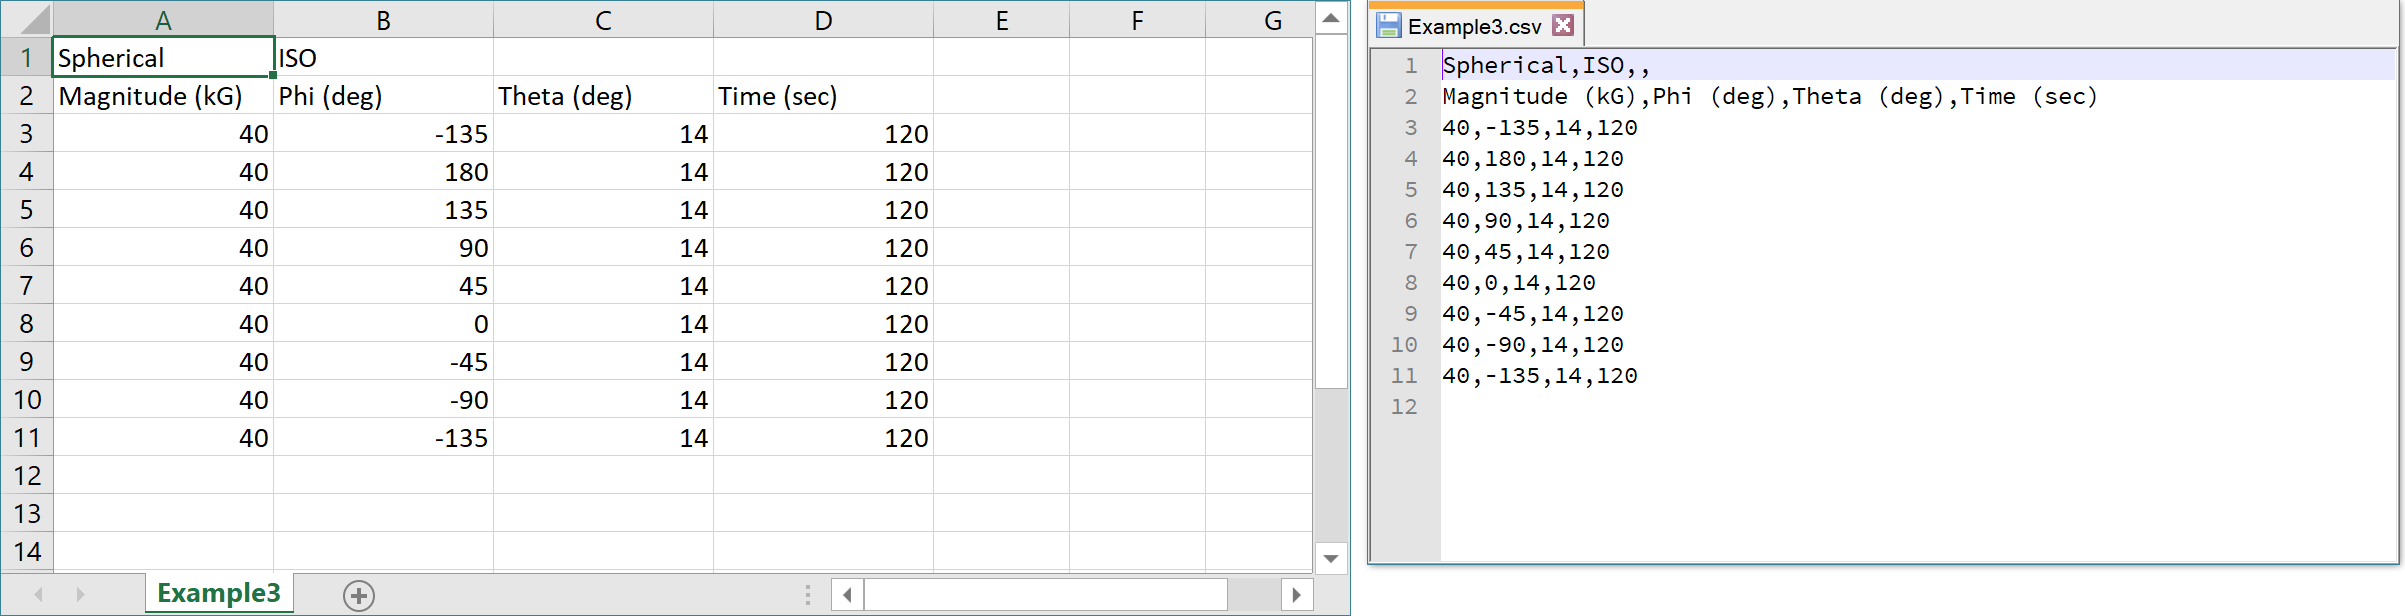 A B C D E F G
1 Spherical ISO
2 Magnitude (kG) Phi (deg) Theta (deg) Time (sec)
3 40 -135 14 120
4 40 180 14 120
5 40 135 14 120
6 40 90 14 120
7 40 45 14 120
8 40 0 14 120
9 40 -45 14 120
10 40 -90 14 120
11 40 -135 14 120
12
13
14
Example3
Example3.csv
1 Spherical,ISO,,
2 Magnitude (kG),Phi (deg),Theta (deg),Time (sec)
3 40,-135,14,120
4 40,180,14,120
5 40,135,14,120
6 40,90,14,120
7 40,45,14,120
8 40,0,14,120
9 40,-45,14,120
10 40,-90,14,120
11 40,-135,14,120
12